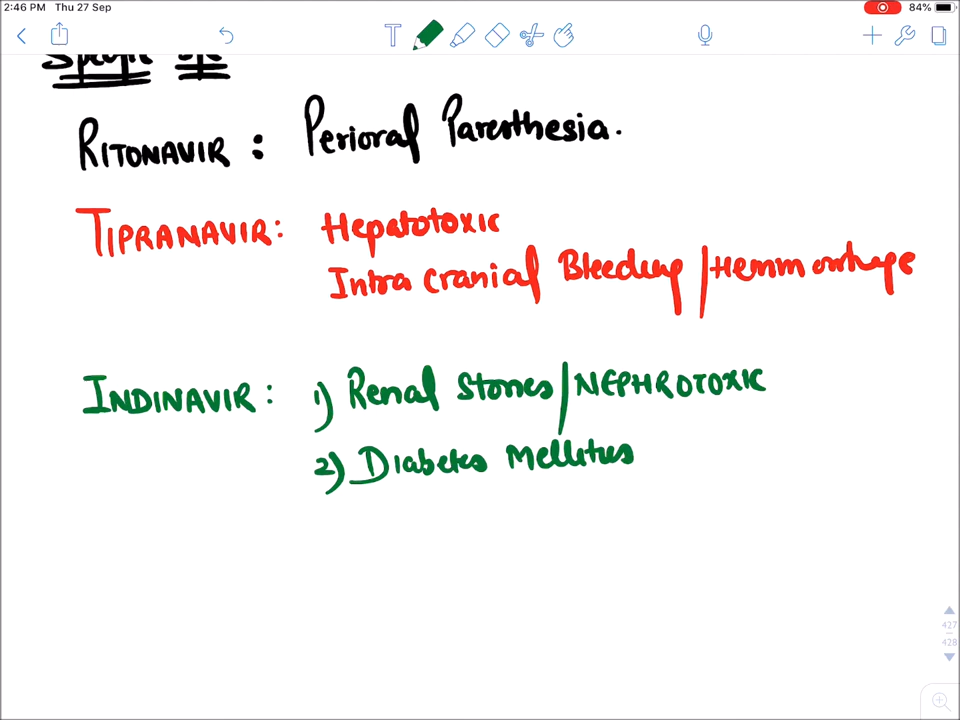 2:46 PM Thu 27 Sep
84%
T
Specific S/E
RITONAVIR : Perioral Paresthesia.
TIPRANAVIR: Hepatotoxic
Intra cranial Bleeding / Hemmorrhage
INDINAVIR: 1) Renal Stones / NEPHROTOXIC
2) Diabetes Mellitus
427
428